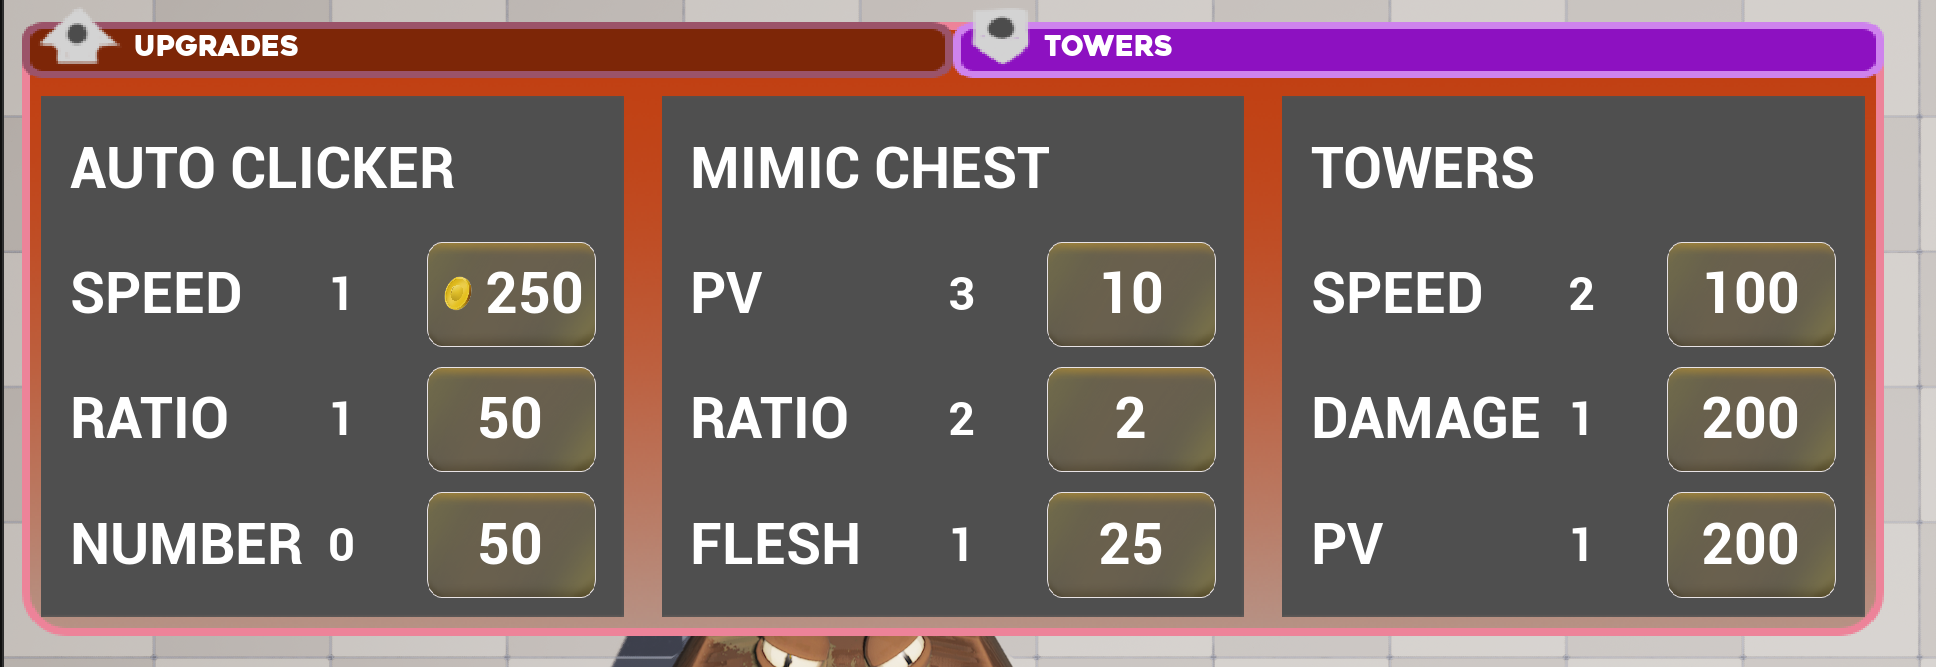 UPGRADES
TOWERS
AUTO CLICKER
SPEED 1 250
RATIO 1 50
NUMBER 0 50
MIMIC CHEST
PV 3 10
RATIO 2 2
FLESH 1 25
TOWERS
SPEED 2 100
DAMAGE 1 200
PV 1 200